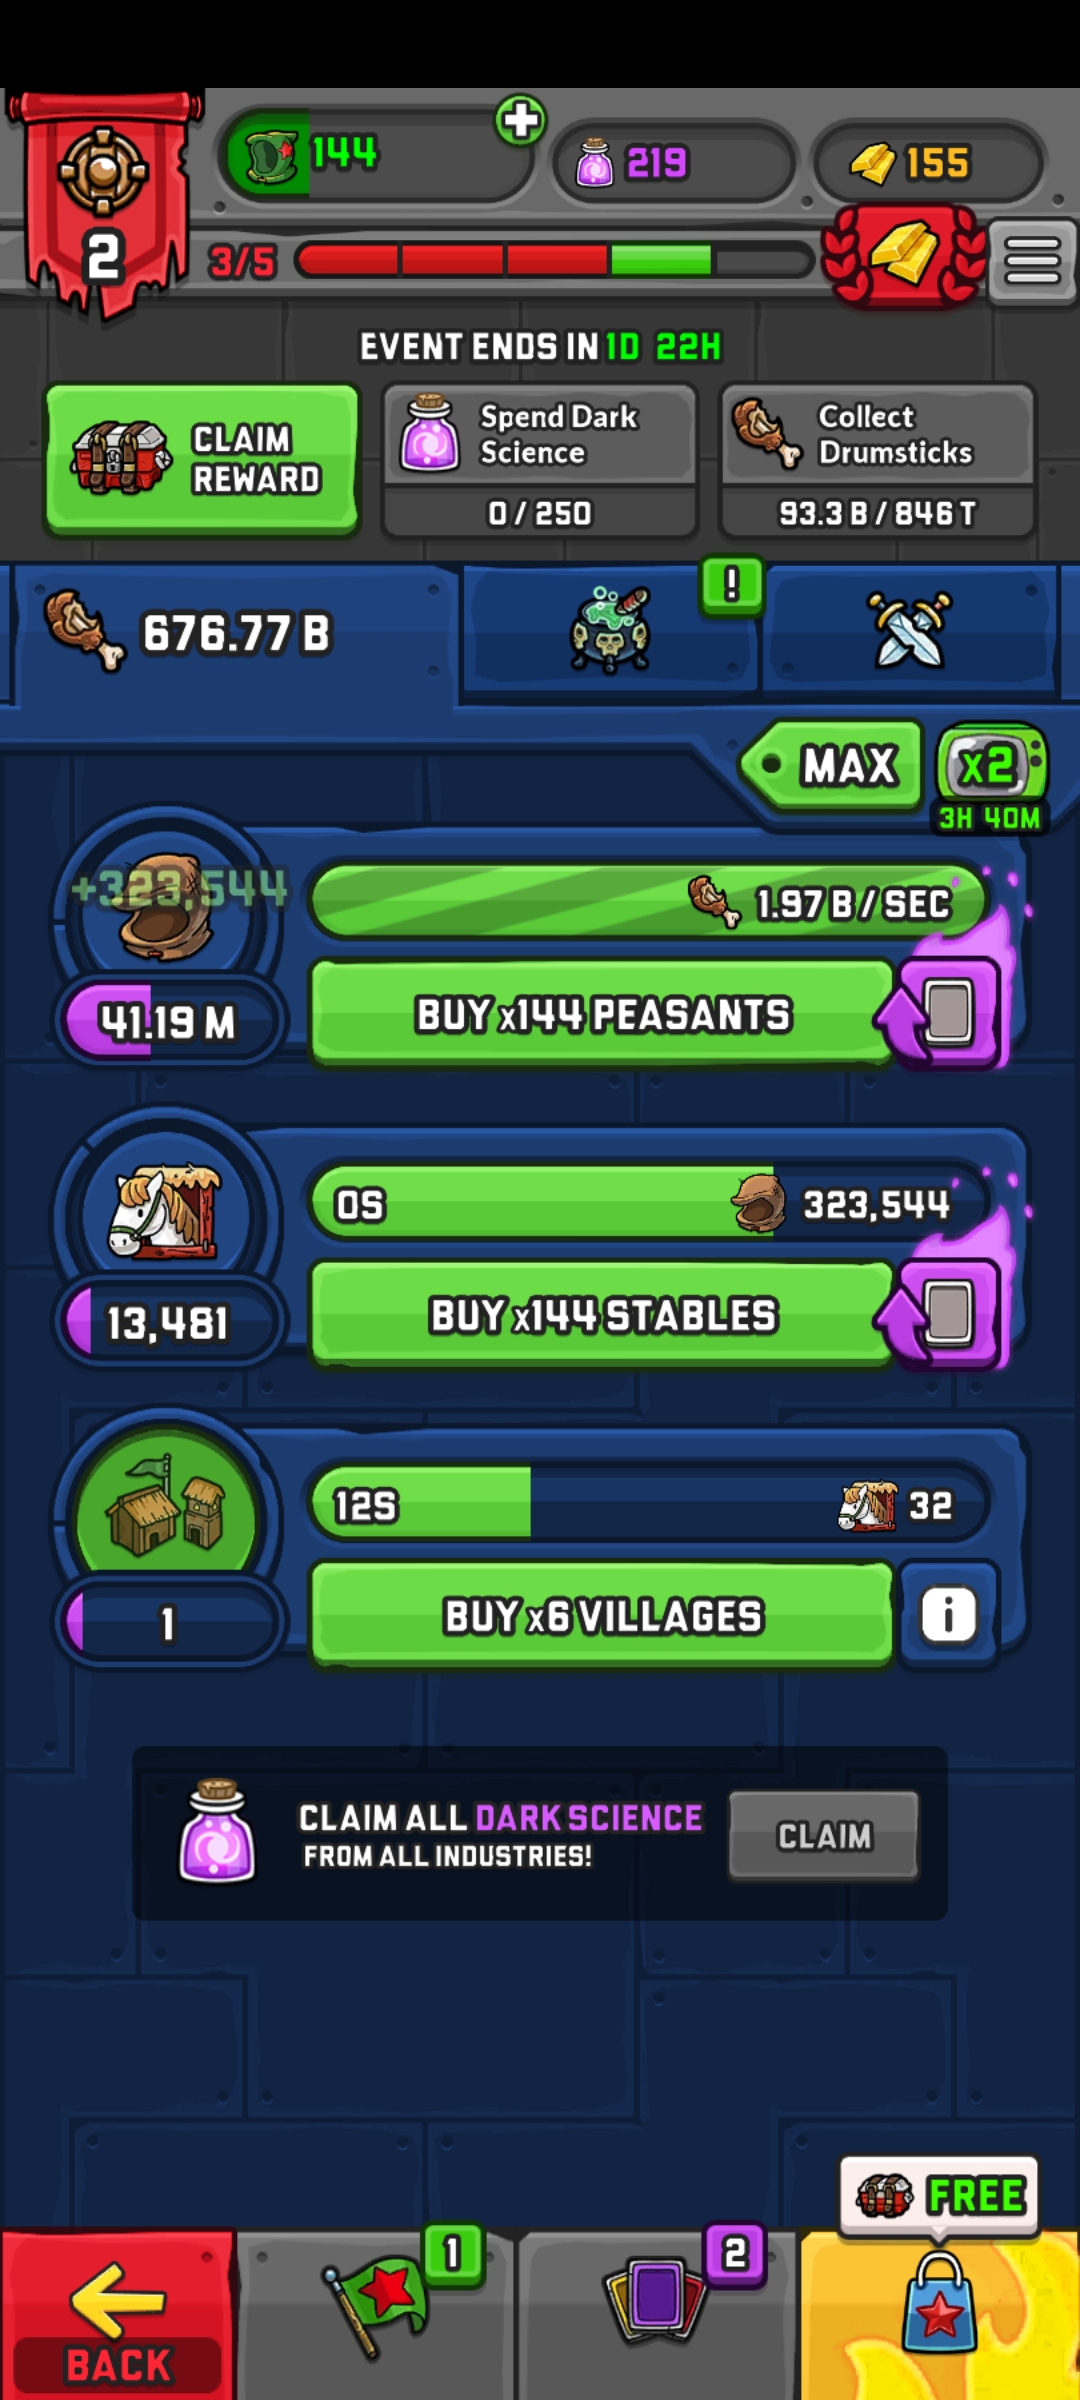 144
219
155
2
3/5
EVENT ENDS IN 1D 22H
CLAIM
REWARD
Spend Dark
Science
0 / 250
Collect
Drumsticks
93.3 B / 846 T
676.77 B
!
MAX
x2
3H 40M
+323,544
1.97 B / SEC
41.19 M
BUY x144 PEASANTS
0S
323,544
13,481
BUY x144 STABLES
12S
32
1
BUY x6 VILLAGES
i
CLAIM ALL DARK SCIENCE
FROM ALL INDUSTRIES!
CLAIM
FREE
1
2
BACK